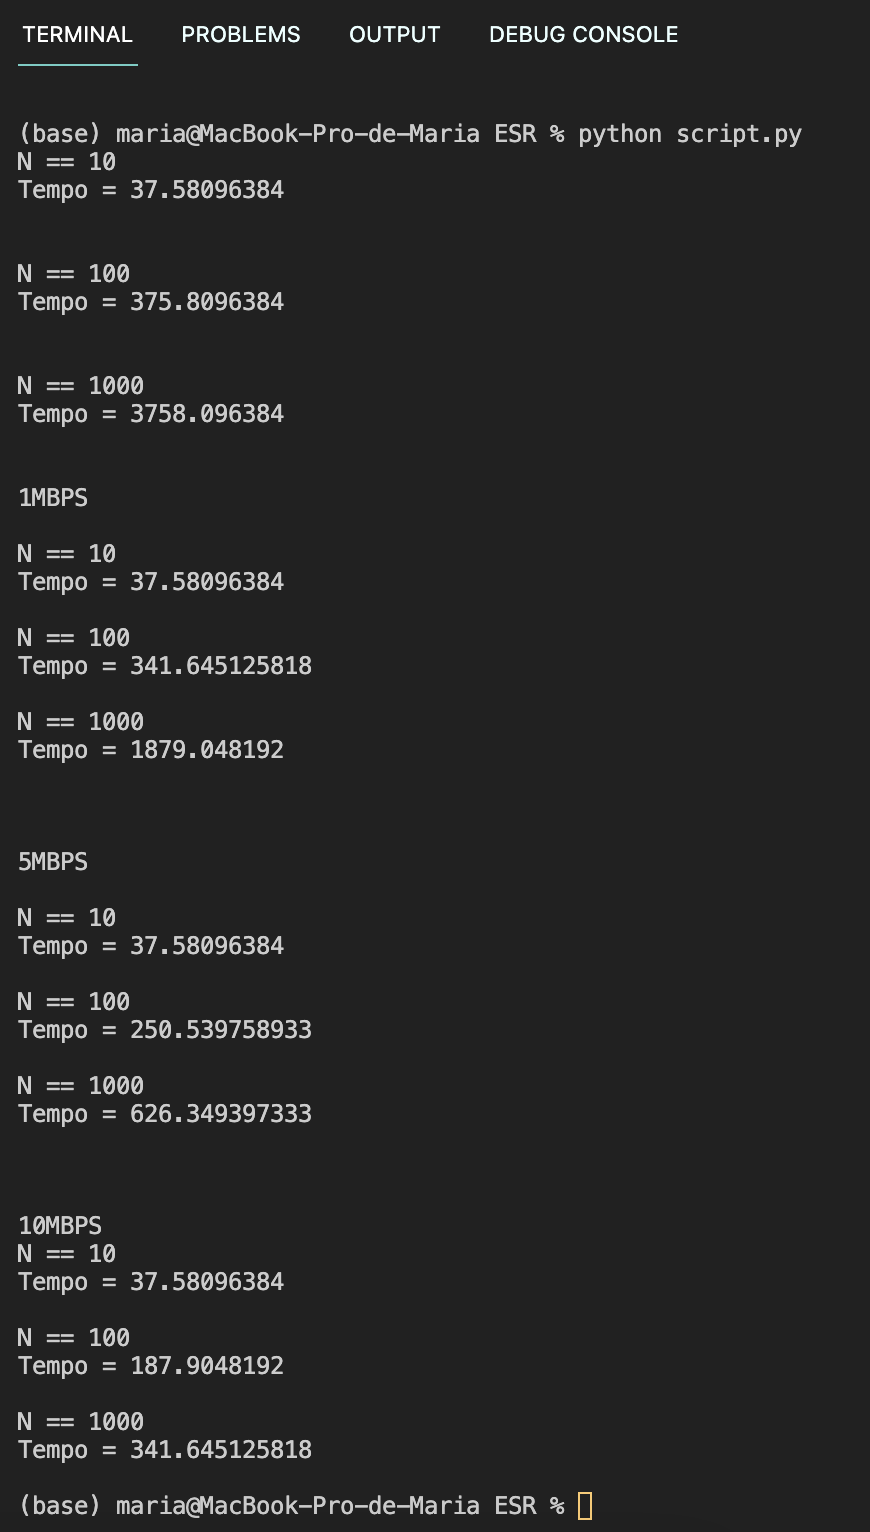 TERMINAL PROBLEMS OUTPUT DEBUG CONSOLE
(base) maria@MacBook-Pro-de-Maria ESR % python script.py
N == 10
Tempo = 37.58096384
N == 100
Tempo = 375.8096384
N == 1000
Tempo = 3758.096384
1MBPS
N == 10
Tempo = 37.58096384
N == 100
Tempo = 341.645125818
N == 1000
Tempo = 1879.048192
5MBPS
N == 10
Tempo = 37.58096384
N == 100
Tempo = 250.539758933
N == 1000
Tempo = 626.349397333
10MBPS
N == 10
Tempo = 37.58096384
N == 100
Tempo = 187.9048192
N == 1000
Tempo = 341.645125818
(base) maria@MacBook-Pro-de-Maria ESR %